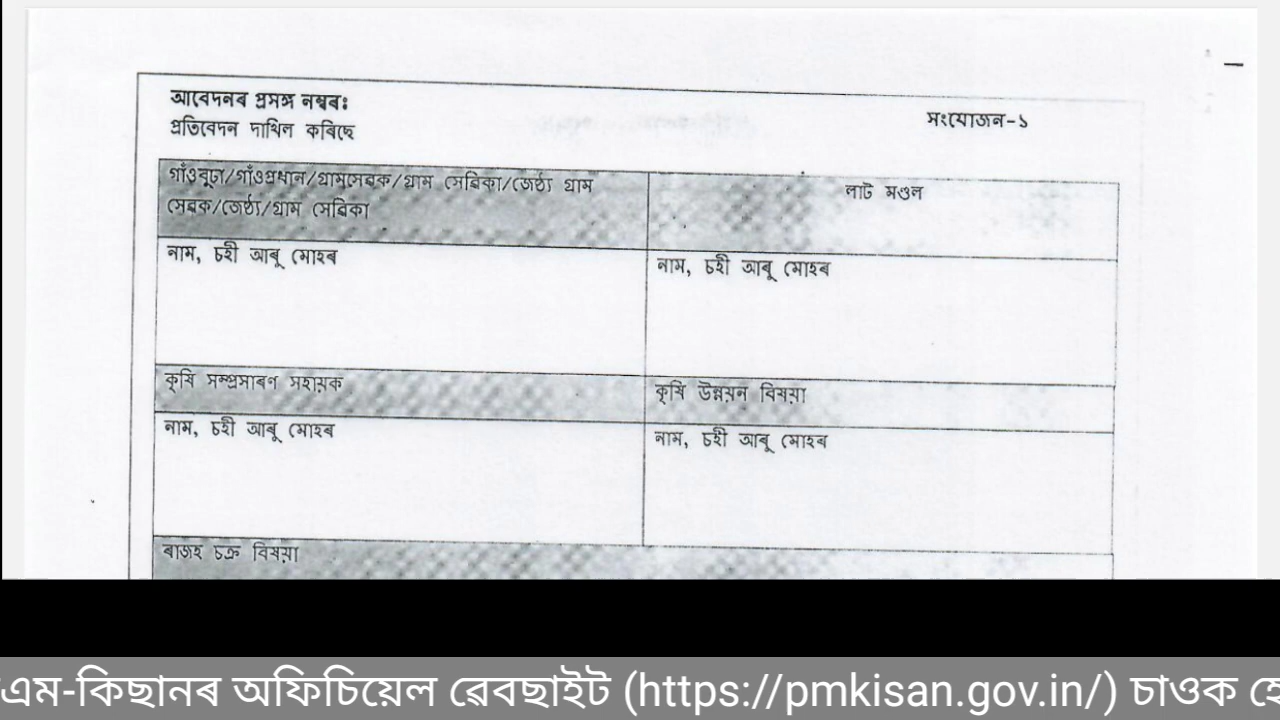 আবেদনৰ প্ৰসঙ্গ নম্বৰঃ
প্ৰতিবেদন দাখিল কৰিছে
সংযোজন-১
গাঁওবুঢ়া/গাঁওপ্ৰধান/গ্ৰামসেৱক/গ্ৰাম সেৱিকা/জেষ্ঠ্য গ্ৰাম
সেৱক/জেষ্ঠ্য/গ্ৰাম সেৱিকা
লাট মণ্ডল
নাম, চহী আৰু মোহৰ
নাম, চহী আৰু মোহৰ
কৃষি সম্প্ৰসাৰণ সহায়ক
কৃষি উন্নয়ন বিষয়া
নাম, চহী আৰু মোহৰ
নাম, চহী আৰু মোহৰ
ৰাজহ চক্ৰ বিষয়া
এম-কিছানৰ অফিচিয়েল ৱেবছাইট (https://pmkisan.gov.in/) চাওক